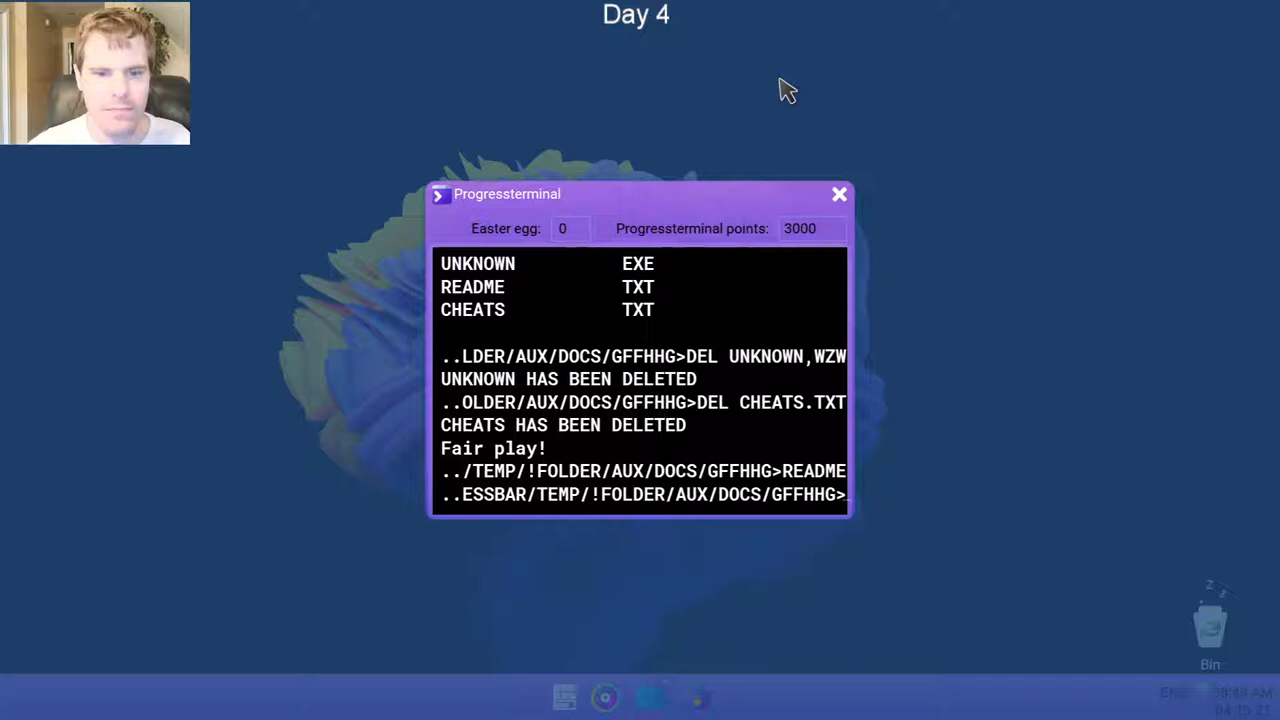 Day 4
Progressterminal
Easter egg: 0 Progressterminal points: 3000
UNKNOWN EXE
README TXT
CHEATS TXT
..LDER/AUX/DOCS/GFFHHG>DEL UNKNOWN,WZW
UNKNOWN HAS BEEN DELETED
..OLDER/AUX/DOCS/GFFHHG>DEL CHEATS.TXT
CHEATS HAS BEEN DELETED
Fair play!
../TEMP/!FOLDER/AUX/DOCS/GFFHHG>README
..ESSBAR/TEMP/!FOLDER/AUX/DOCS/GFFHHG>_
Bin